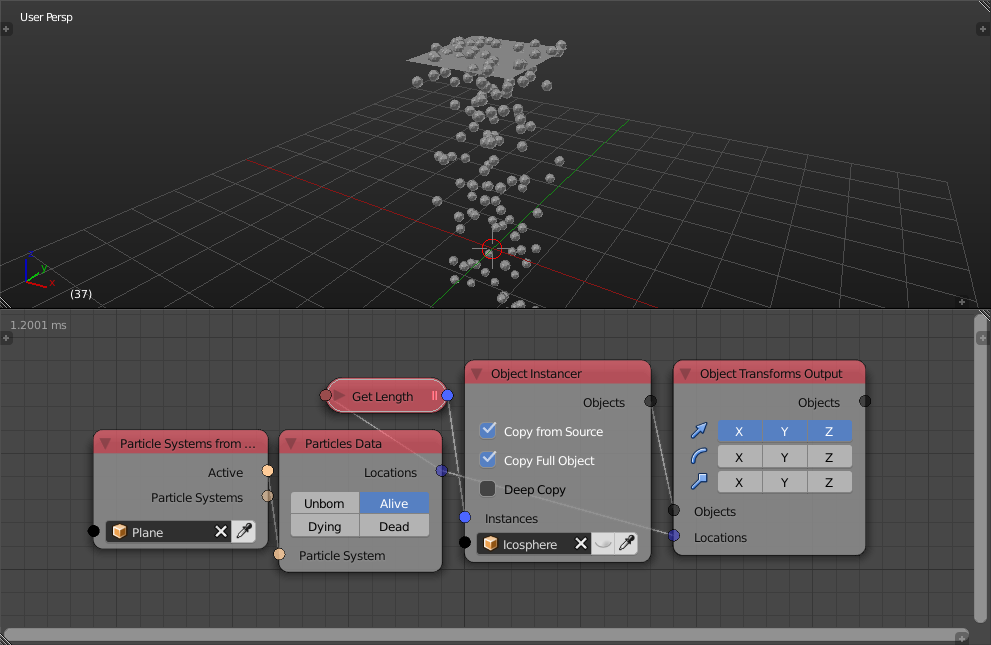 User Persp
y
x
(37)
1.2001 ms
Get Length
Object Instancer
Objects
Copy from Source
Copy Full Object
Deep Copy
Instances
Icosphere
Object Transforms Output
Objects
X Y Z
X Y Z
X Y Z
Objects
Locations
Particle Systems from ...
Active
Particle Systems
Plane
Particles Data
Locations
Unborn Alive
Dying Dead
Particle System